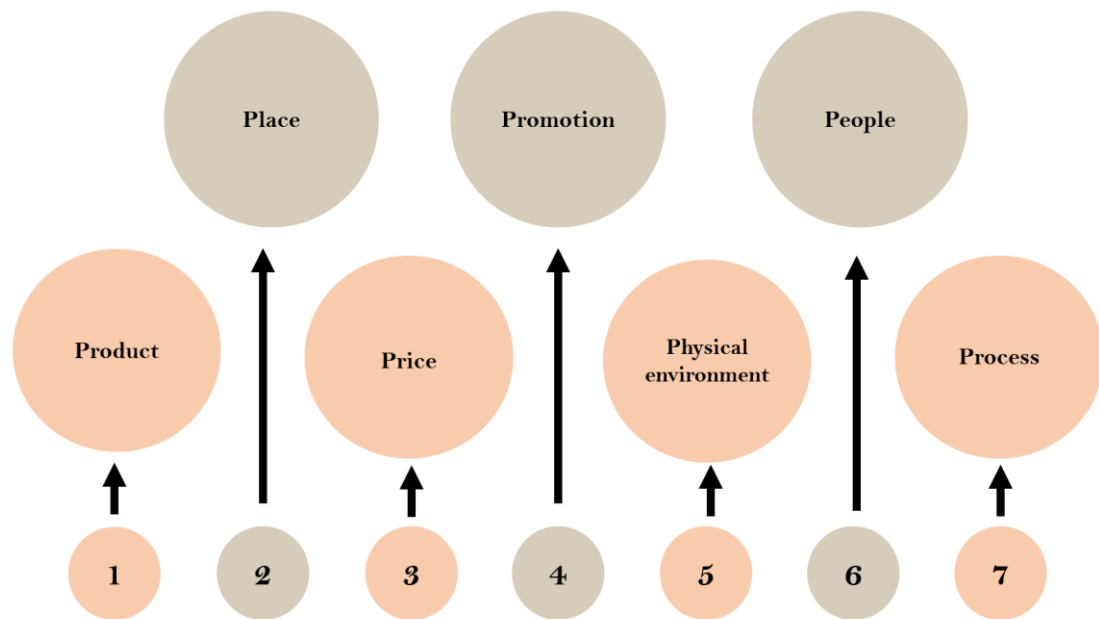 Place
Promotion
People
Product
Price
Physical
environment
Process
1
2
3
4
5
6
7